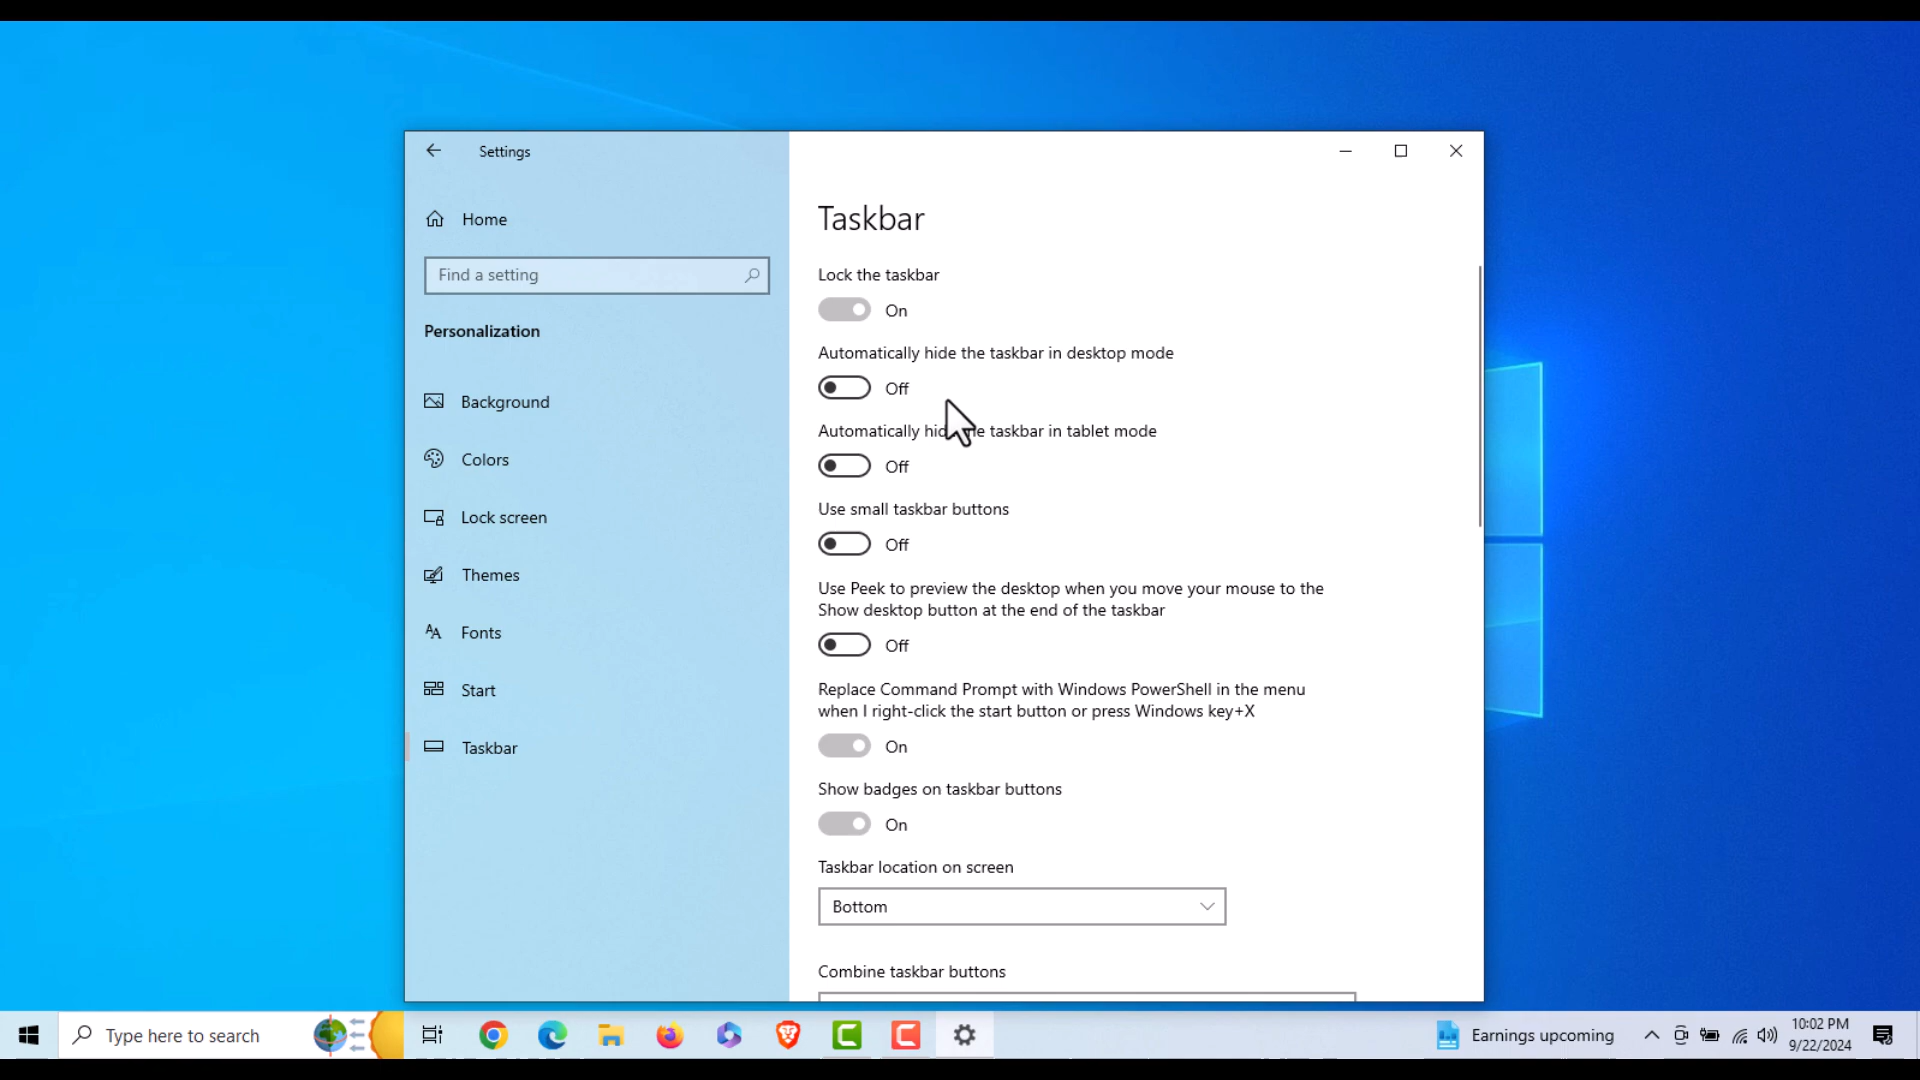 Settings
Home
Find a setting
Personalization
Background
Colors
Lock screen
Themes
Fonts
Start
Taskbar
Taskbar
Lock the taskbar
On
Automatically hide the taskbar in desktop mode
Off
Automatically hide the taskbar in tablet mode
Off
Use small taskbar buttons
Off
Use Peek to preview the desktop when you move your mouse to the
Show desktop button at the end of the taskbar
Off
Replace Command Prompt with Windows PowerShell in the menu
when I right-click the start button or press Windows key+X
On
Show badges on taskbar buttons
On
Taskbar location on screen
Bottom
Combine taskbar buttons
Type here to search
Earnings upcoming
10:02 PM
9/22/2024